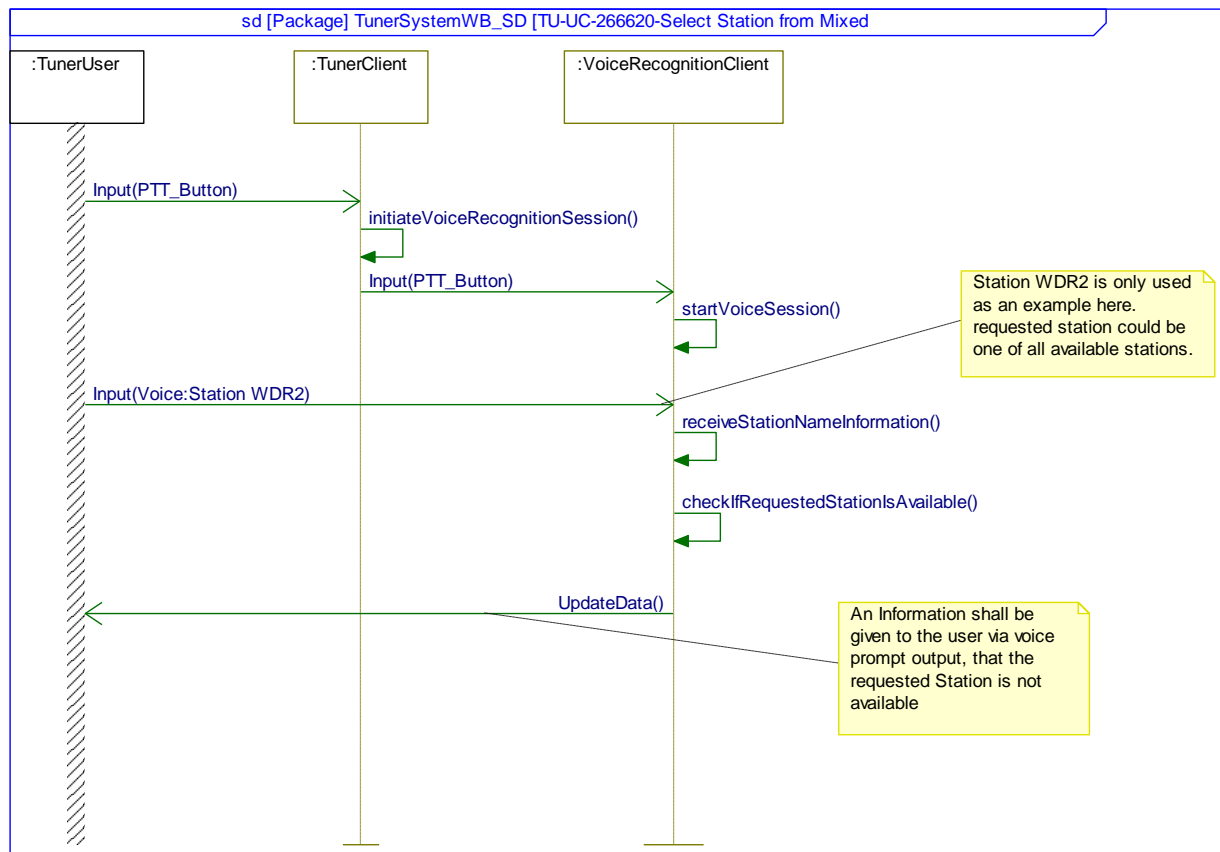 sd [Package] TunerSystemWB_SD [TU-UC-266620-Select Station from Mixed
:TunerUser
:TunerClient
:VoiceRecognitionClient
Input(PTT_Button)
initiateVoiceRecognitionSession()
Input(PTT_Button)
startVoiceSession()
Station WDR2 is only used
as an example here.
requested station could be
one of all available stations.
Input(Voice:Station WDR2)
receiveStationNameInformation()
checkIfRequestedStationIsAvailable()
UpdateData()
An Information shall be
given to the user via voice
prompt output, that the
requested Station is not
available